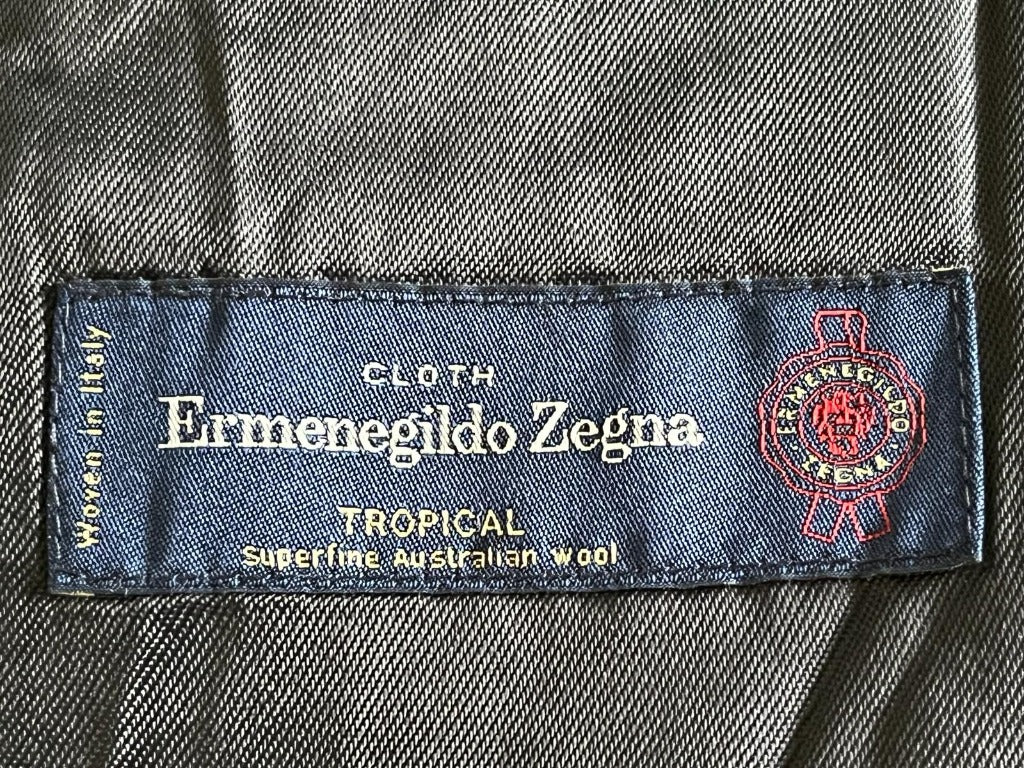 Woven in Italy
CLOTH
Ermenegildo Zegna
TROPICAL
Superfine Australian wool
ERMENEGILDO
ZEGNA